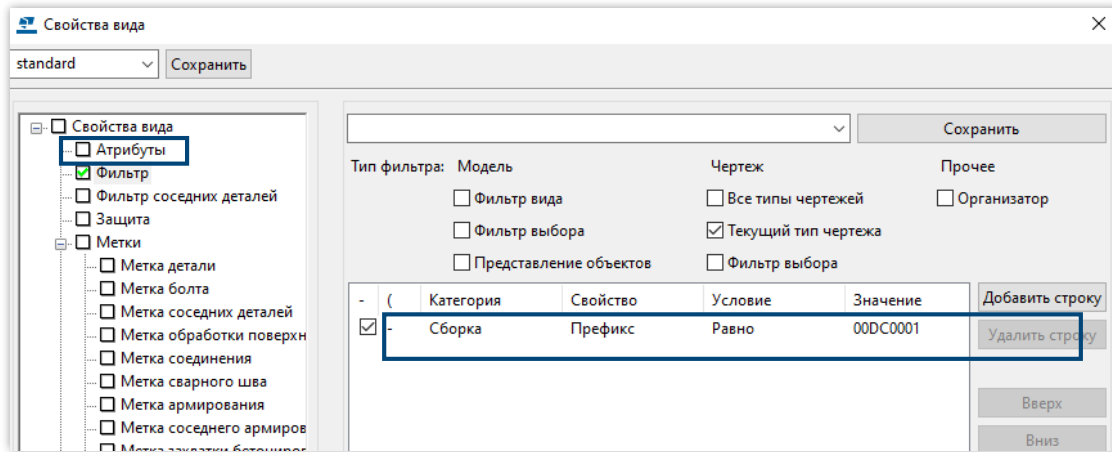 Свойства вида
standard Сохранить
Свойства вида
Атрибуты
Фильтр
Фильтр соседних деталей
Защита
Метки
Метка детали
Метка болта
Метка соседних деталей
Метка обработки поверхн
Метка соединения
Метка сварного шва
Метка армирования
Метка соседнего армиров
Сохранить
Тип фильтра: Модель Чертеж Прочее
Фильтр вида Все типы чертежей Организатор
Фильтр выбора Текущий тип чертежа
Представление объектов Фильтр выбора
- ( Категория Свойство Условие Значение Добавить строку
- Сборка Префикс Равно 00DC0001 Удалить строку
Вверх
Вниз